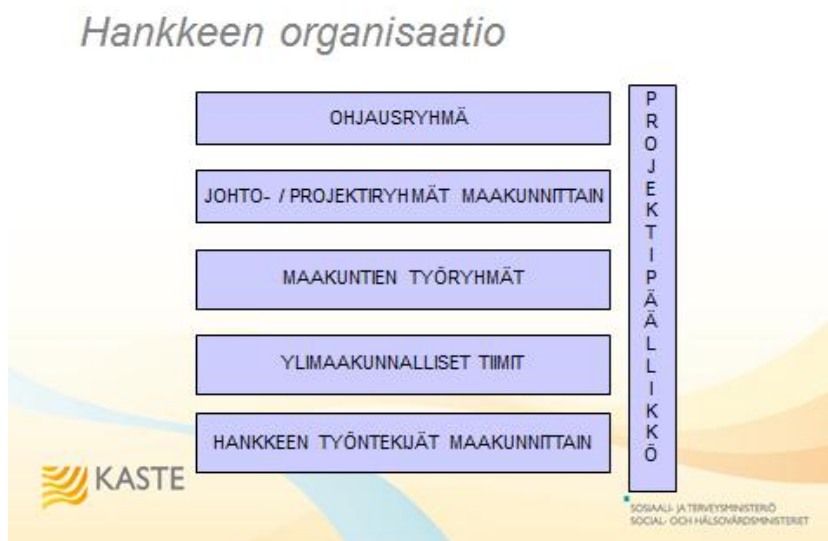 Hankkeen organisaatio
OHJAUSRYHMÄ
JOHTO- / PROJEKTIRYHMÄT MAAKUNNITTAIN
MAAKUNTIEN TYÖRYHMÄT
YLIMAAKUNNALLISET TIIMIT
HANKKEEN TYÖNTEKIJÄT MAAKUNNITTAIN
PROJEKTIPÄÄLLIKKÖ
KASTE
SOSIAALI- JA TERVEYSMINISTERIÖ
SOCIAL- OCH HÄLSOVÅRDSMINISTERIET